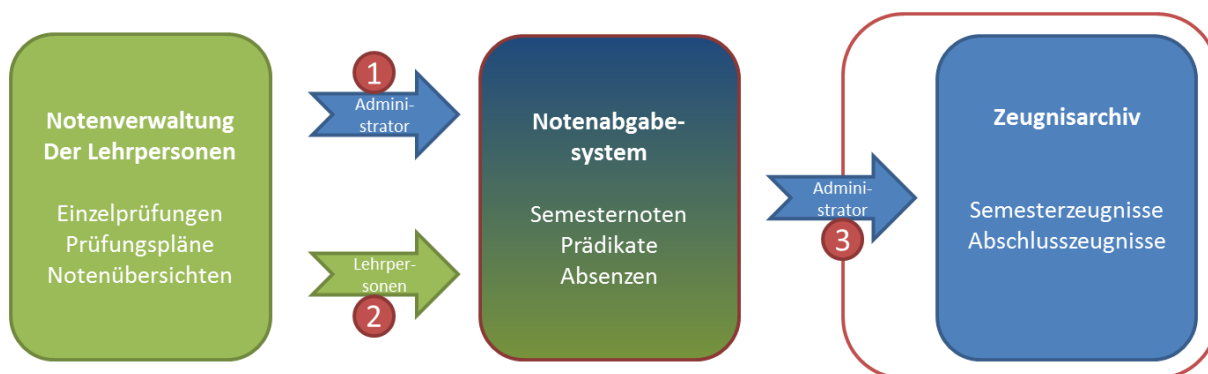 Notenverwaltung
Der Lehrpersonen
Einzelprüfungen
Prüfungspläne
Notenübersichten
1
Admini-
strator
Lehrper-
sonen
2
Notenabgabe-
system
Semesternoten
Prädikate
Absenzen
Admini-
strator
3
Zeugnisarchiv
Semesterzeugnisse
Abschlusszeugnisse